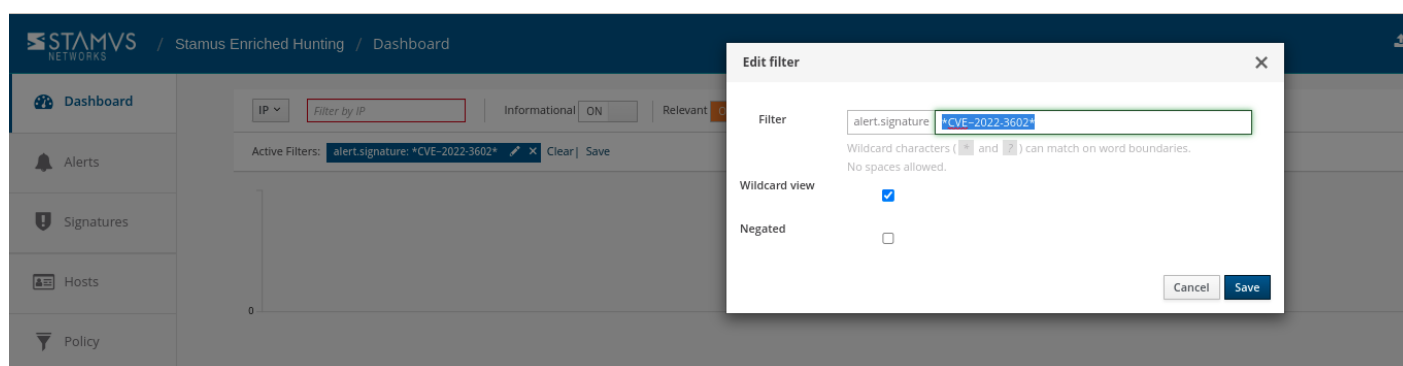 STAMVS
NETWORKS
/ Stamus Enriched Hunting / Dashboard
Edit filter
Dashboard
IP
Filter by IP
Informational ON
Relevant
Filter
alert.signature *CVE-2022-3602*
Wildcard characters ( * and ? ) can match on word boundaries.
No spaces allowed.
Active Filters: alert.signature: *CVE-2022-3602* Clear| Save
Alerts
Wildcard view
Signatures
Negated
Hosts
Cancel Save
0
Policy